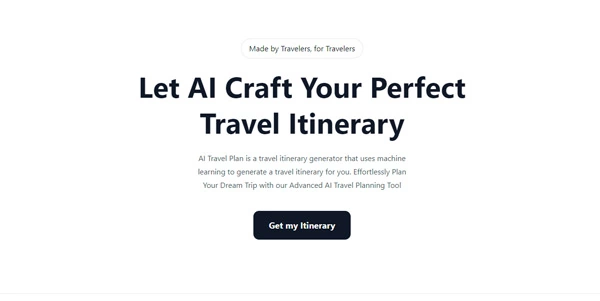 Made by Travelers, for Travelers
Let AI Craft Your Perfect
Travel Itinerary
AI Travel Plan is a travel itinerary generator that uses machine
learning to generate a travel itinerary for you. Effortlessly Plan
Your Dream Trip with our Advanced AI Travel Planning Tool
Get my Itinerary